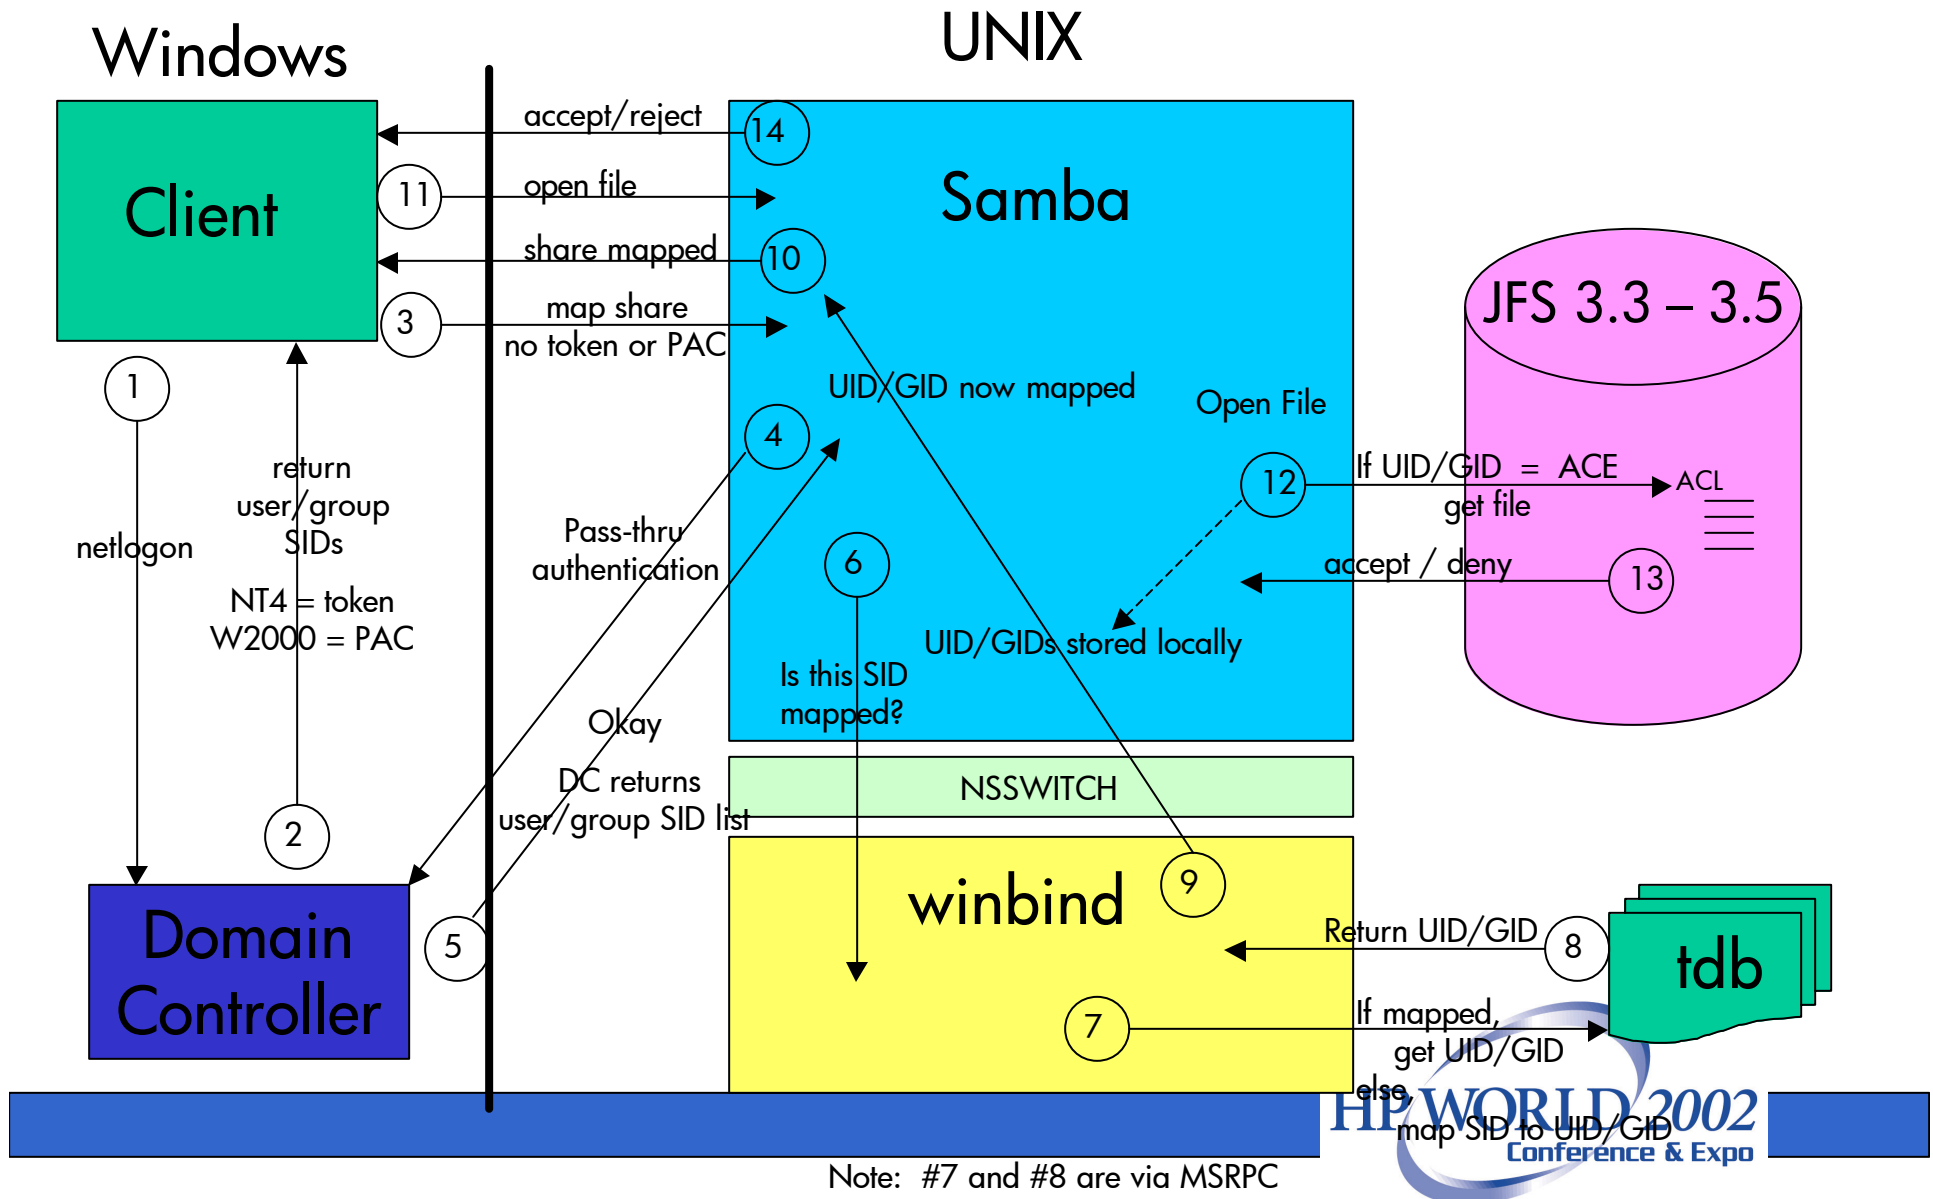 Windows
UNIX
Client
accept/reject
14
11
open file
Samba
share mapped
10
3
map share
no token or PAC
JFS 3.3 – 3.5
1
UID/GID now mapped
Open File
4
return
user/group
SIDs
netlogon
NT4 = token
W2000 = PAC
Pass-thru
authentication
6
12
If UID/GID = ACE
get file
ACL
accept / deny
13
UID/GIDs stored locally
Is this SID
mapped?
Okay
DC returns
user/group SID list
NSSWITCH
2
Domain
Controller
5
winbind
9
Return UID/GID
8
tdb
7
If mapped,
get UID/GID
else,
map SID to UID/GID
HP WORLD 2002
Conference & Expo
Note: #7 and #8 are via MSRPC